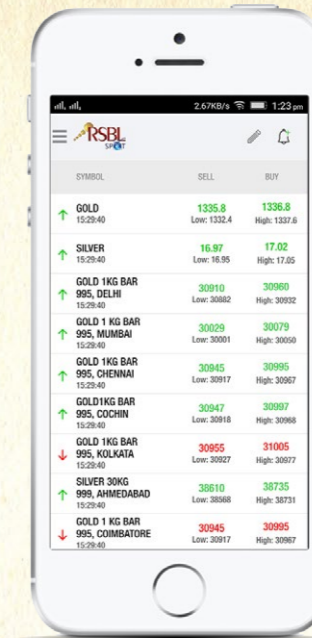 2.67KB/s 1:23 pm
RSBL
SPOT
SYMBOL SELL BUY
GOLD 1335.8 1336.8
15:29:40 Low: 1332.4 High: 1337.6
SILVER 16.97 17.02
15:29:40 Low: 16.95 High: 17.05
GOLD 1KG BAR
995, DELHI 30910 30960
15:29:40 Low: 30882 High: 30932
GOLD 1 KG BAR
995, MUMBAI 30029 30079
15:29:40 Low: 30001 High: 30050
GOLD 1KG BAR
995, CHENNAI 30945 30995
15:29:40 Low: 30917 High: 30967
GOLD1KG BAR
995, COCHIN 30947 30997
15:29:40 Low: 30918 High: 30968
GOLD 1KG BAR
995, KOLKATA 30955 31005
15:29:40 Low: 30927 High: 30977
SILVER 30KG
999, AHMEDABAD 38610 38735
15:29:40 Low: 38568 High: 38731
GOLD 1 KG BAR
995, COIMBATORE 30945 30995
15:29:40 Low: 30917 High: 30967